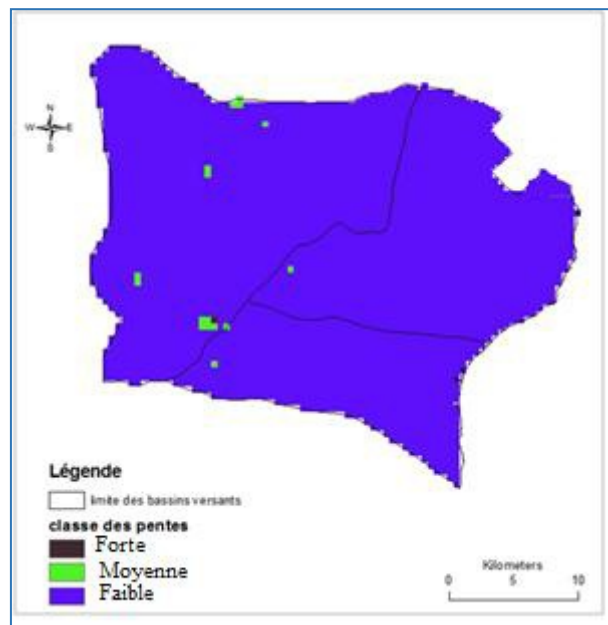 N
W E
S
Légende
limite des bassins versants
classe des pentes
Forte
Moyenne
Faible
Kilometers
0 5 10